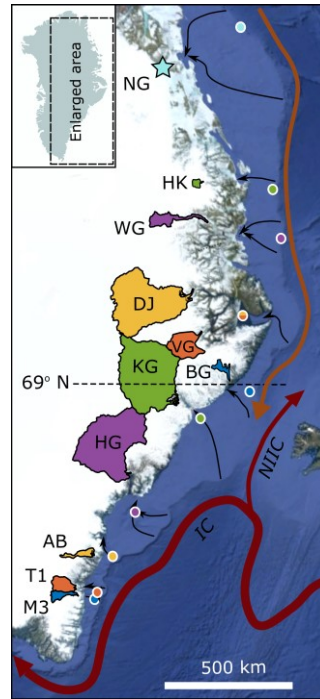 Enlarged area
NG
HK
WG
DJ
VG
KG
BG
69° N
HG
NIIC
IC
AB
T1
M3
500 km